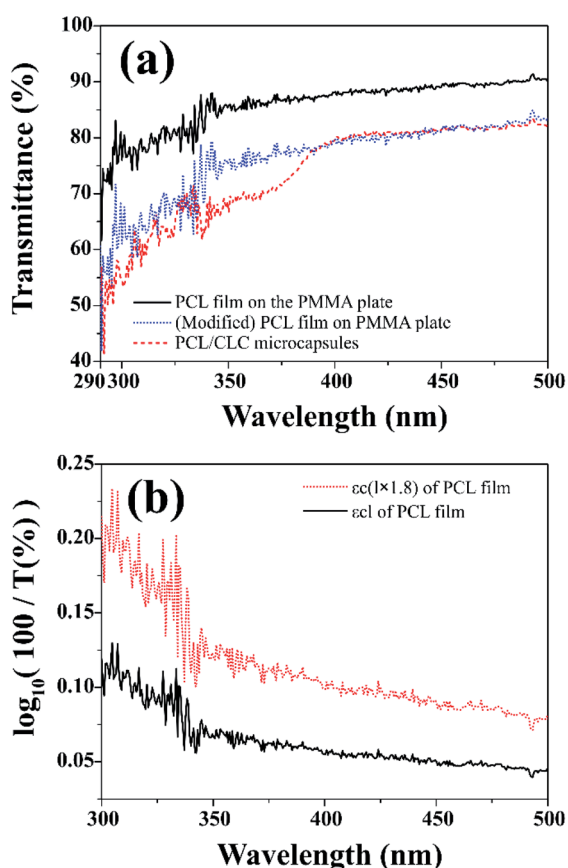 100
(a)
90
80
70
60
50
40
Transmittance (%)
PCL film on the PMMA plate
(Modified) PCL film on PMMA plate
PCL/CLC microcapsules
290 300 350 400 450 500
Wavelength (nm)
0.25
(b)
εc(l×1.8) of PCL film
εcl of PCL film
0.20
0.15
0.10
0.05
log₁₀( 100 / T(%) )
300 350 400 450 500
Wavelength (nm)